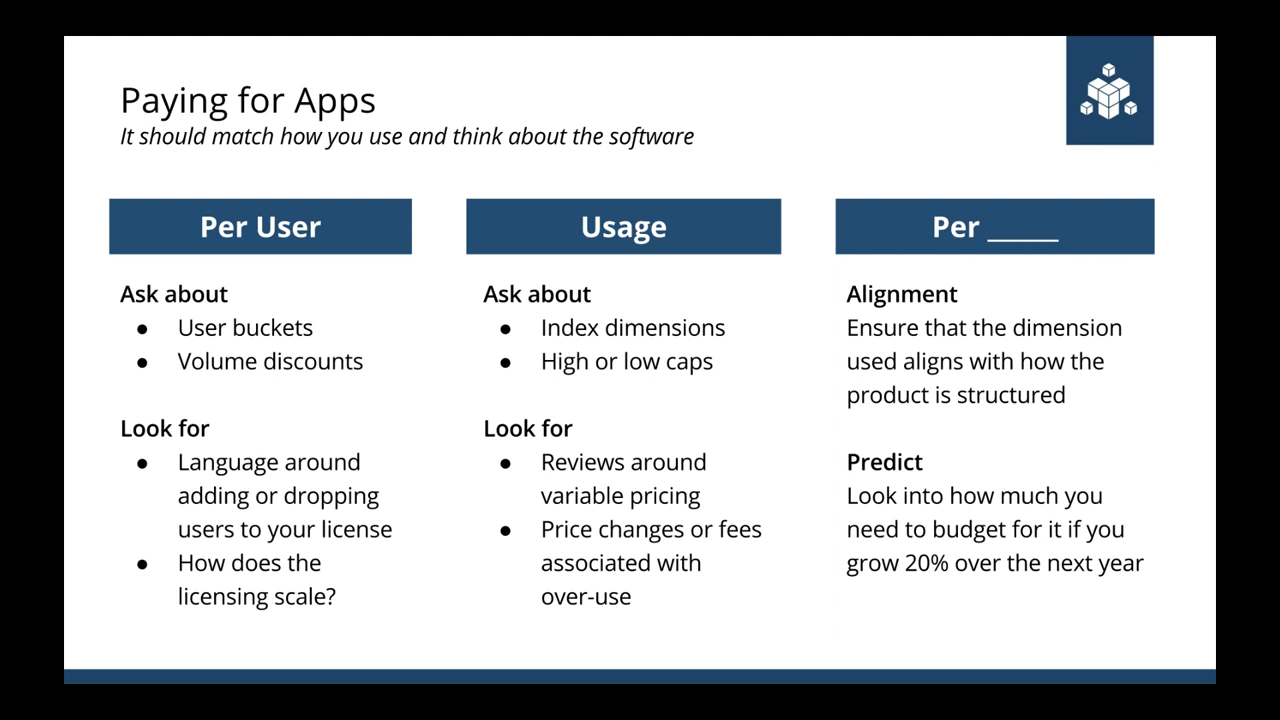 Paying for Apps
It should match how you use and think about the software
Per User
Ask about
● User buckets
● Volume discounts
Look for
● Language around
adding or dropping
users to your license
● How does the
licensing scale?
Usage
Ask about
● Index dimensions
● High or low caps
Look for
● Reviews around
variable pricing
● Price changes or fees
associated with
over-use
Per _____
Alignment
Ensure that the dimension
used aligns with how the
product is structured
Predict
Look into how much you
need to budget for it if you
grow 20% over the next year